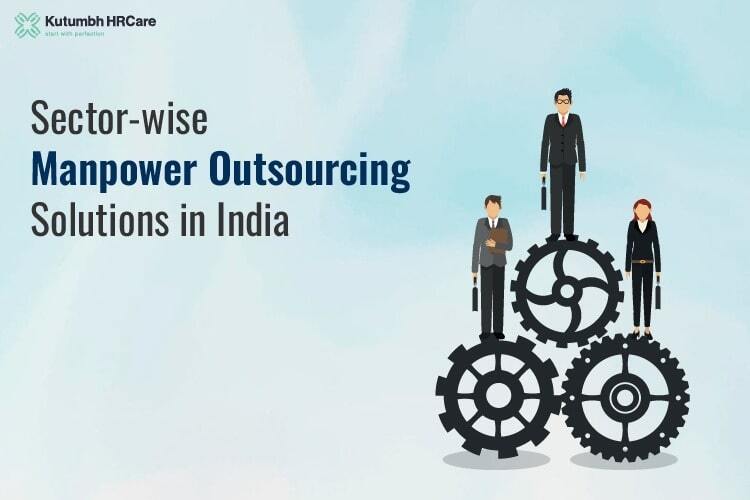 Kutumbh HRCare
start with perfection
Sector-wise
Manpower Outsourcing
Solutions in India